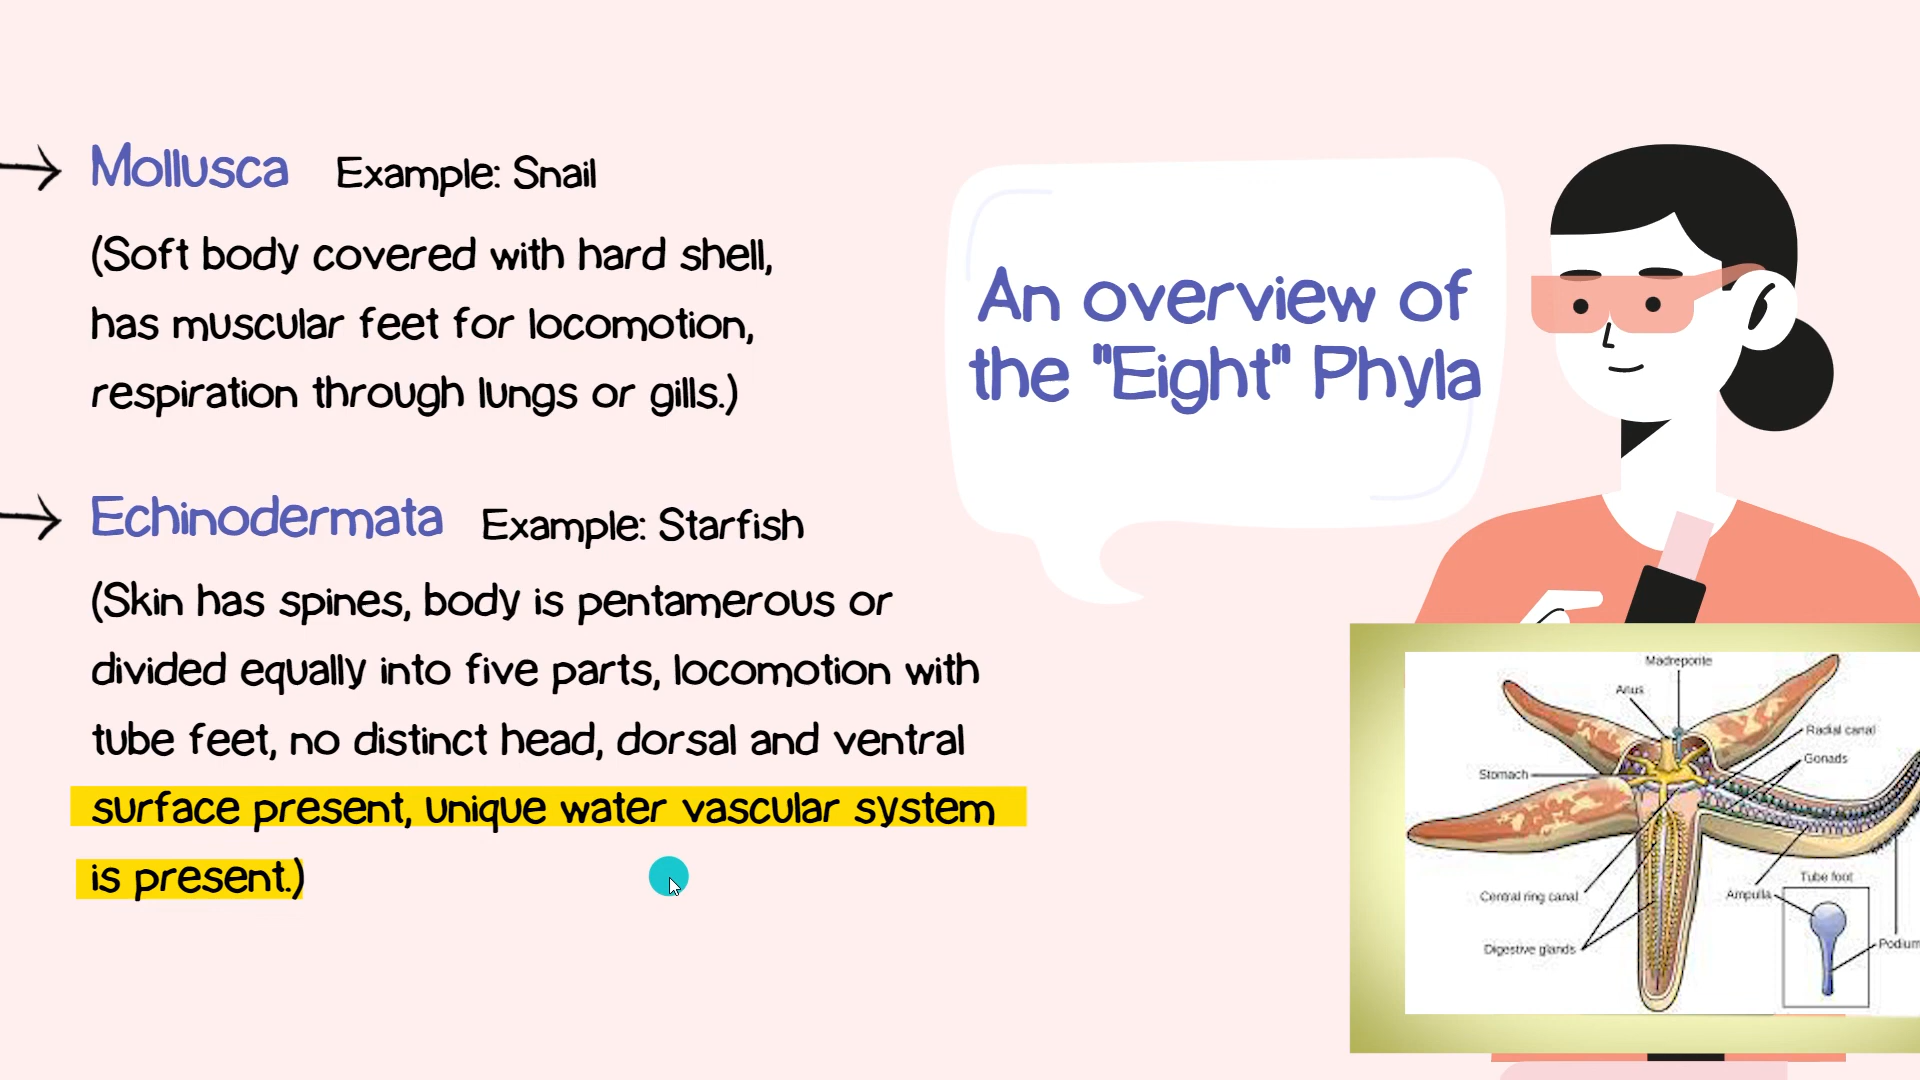 Mollusca Example: Snail
(Soft body covered with hard shell,
has muscular feet for locomotion,
respiration through lungs or gills.)
Echinodermata Example: Starfish
(Skin has spines, body is pentamerous or
divided equally into five parts, locomotion with
tube feet, no distinct head, dorsal and ventral
surface present, unique water vascular system
is present.)
An overview of
the "Eight" Phyla
Madreporite
Anus
Radial canal
Gonads
Stomach
Tube foot
Central ring canal
Ampulla
Digestive glands
Podium